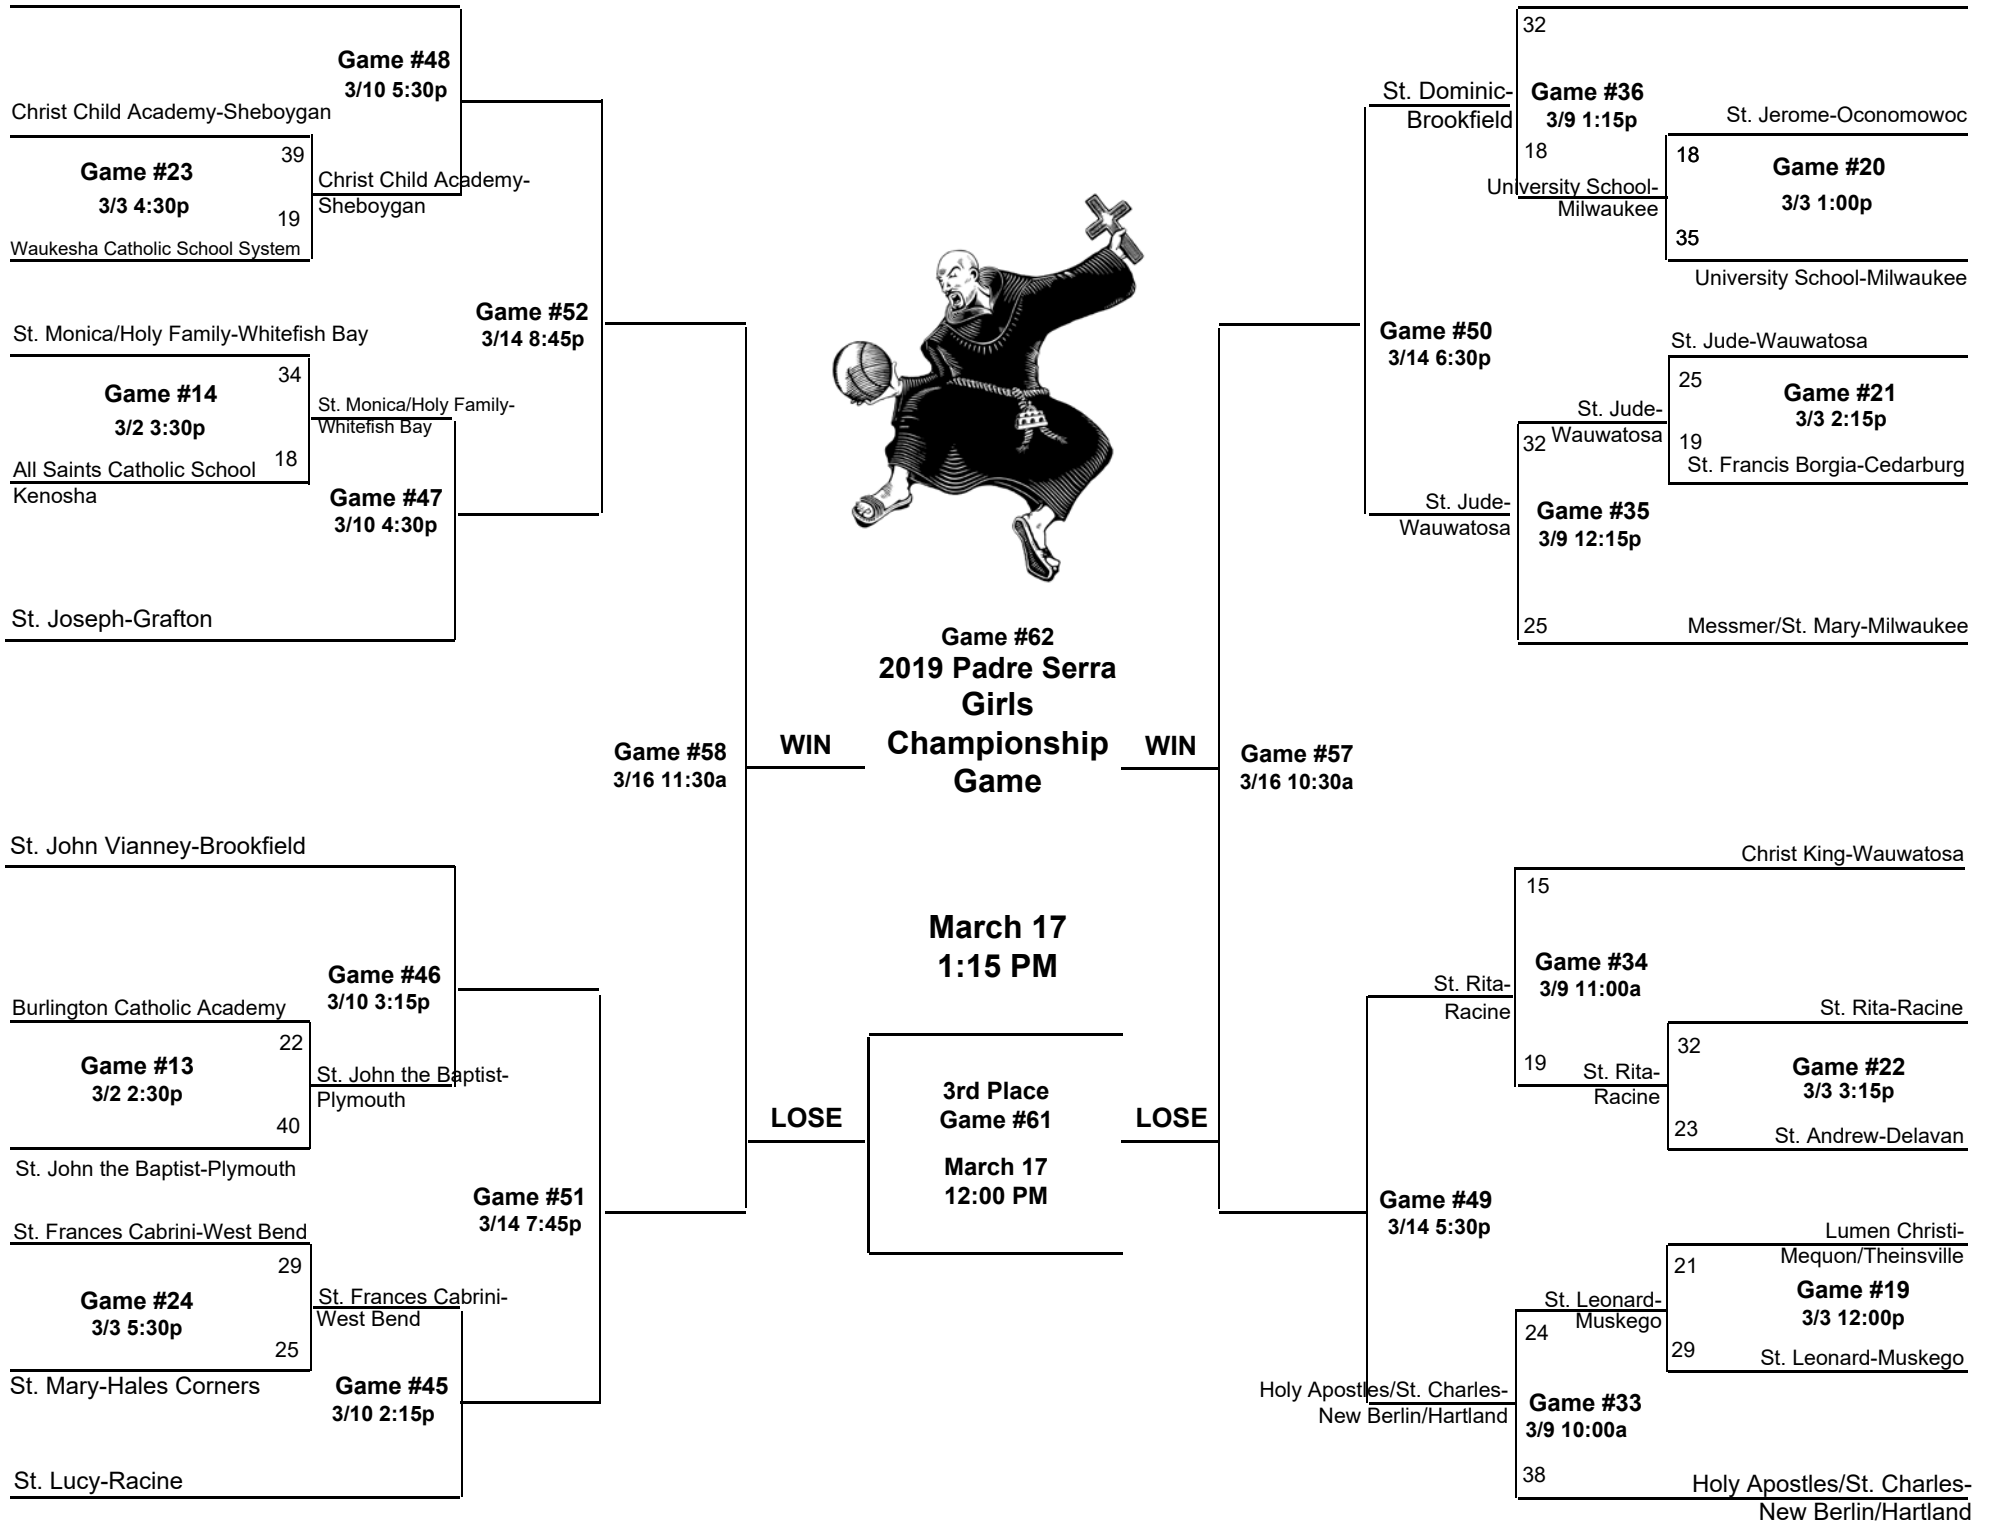 Game #48
3/10 5:30p
Christ Child Academy-Sheboygan
39
Game #23
3/3 4:30p
19
Waukesha Catholic School System
Christ Child Academy-
Sheboygan
St. Monica/Holy Family-Whitefish Bay
34
Game #14
3/2 3:30p
18
All Saints Catholic School
Kenosha
St. Monica/Holy Family-
Whitefish Bay
Game #47
3/10 4:30p
St. Joseph-Grafton
Game #52
3/14 8:45p
Game #58
3/16 11:30a
St. John Vianney-Brookfield
Game #46
3/10 3:15p
Burlington Catholic Academy
22
Game #13
3/2 2:30p
40
St. John the Baptist-Plymouth
St. John the Baptist-
Plymouth
Game #51
3/14 7:45p
St. Frances Cabrini-West Bend
29
Game #24
3/3 5:30p
25
St. Mary-Hales Corners
St. Frances Cabrini-
West Bend
Game #45
3/10 2:15p
St. Lucy-Racine
Game #62
2019 Padre Serra
Girls
Championship
Game
WIN
WIN
March 17
1:15 PM
LOSE
LOSE
3rd Place
Game #61
March 17
12:00 PM
32
St. Dominic-
Brookfield
Game #36
3/9 1:15p
18
University School-
Milwaukee
St. Jerome-Oconomowoc
18
Game #20
3/3 1:00p
35
University School-Milwaukee
Game #50
3/14 6:30p
St. Jude-Wauwatosa
25
Game #21
3/3 2:15p
19
St. Francis Borgia-Cedarburg
St. Jude-
Wauwatosa
32
St. Jude-
Wauwatosa
Game #35
3/9 12:15p
25
Messmer/St. Mary-Milwaukee
Game #57
3/16 10:30a
Christ King-Wauwatosa
15
Game #34
3/9 11:00a
St. Rita-
Racine
19
St. Rita-
Racine
St. Rita-Racine
32
Game #22
3/3 3:15p
23
St. Andrew-Delavan
Game #49
3/14 5:30p
Lumen Christi-
Mequon/Theinsville
21
Game #19
3/3 12:00p
29
St. Leonard-Muskego
St. Leonard-
Muskego
24
Holy Apostles/St. Charles-
New Berlin/Hartland
Game #33
3/9 10:00a
38
Holy Apostles/St. Charles-
New Berlin/Hartland